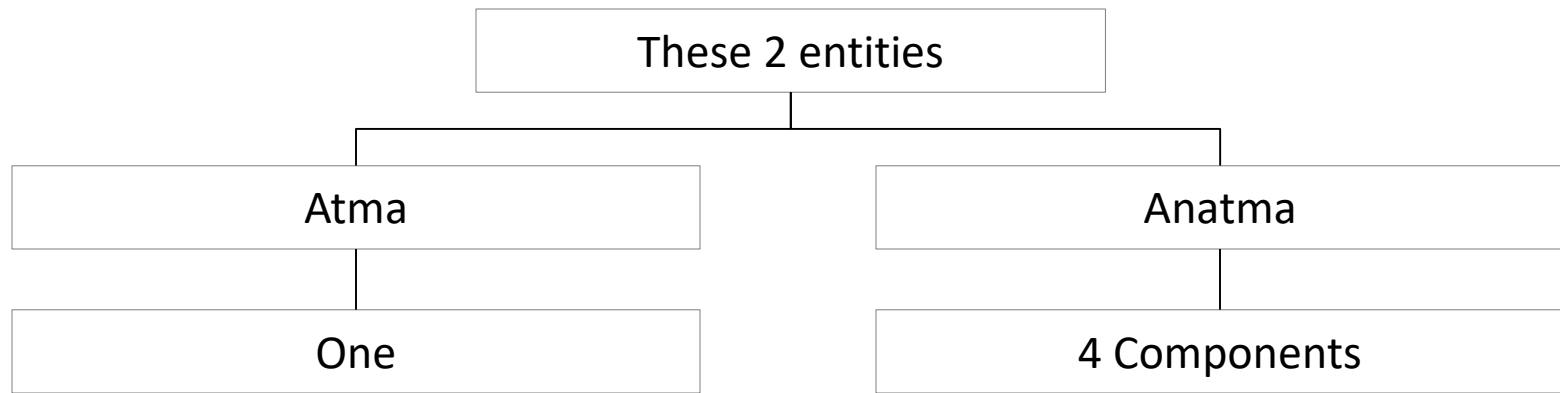 These 2 entities
Atma
Anatma
One
4 Components